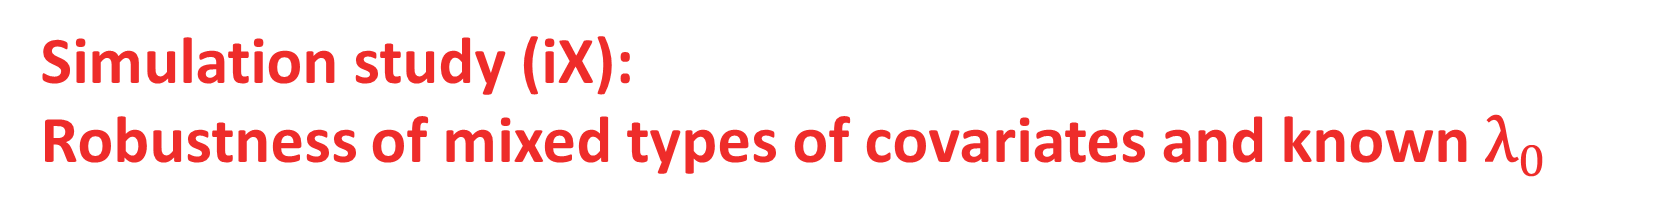 Simulation study (iX):
Robustness of mixed types of covariates and known λ₀